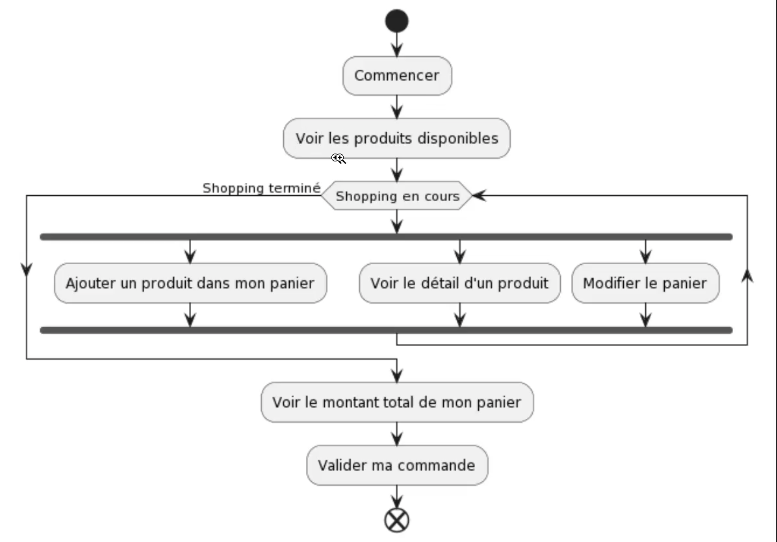 Commencer
Voir les produits disponibles
Shopping terminé
Shopping en cours
Ajouter un produit dans mon panier
Voir le détail d'un produit
Modifier le panier
Voir le montant total de mon panier
Valider ma commande